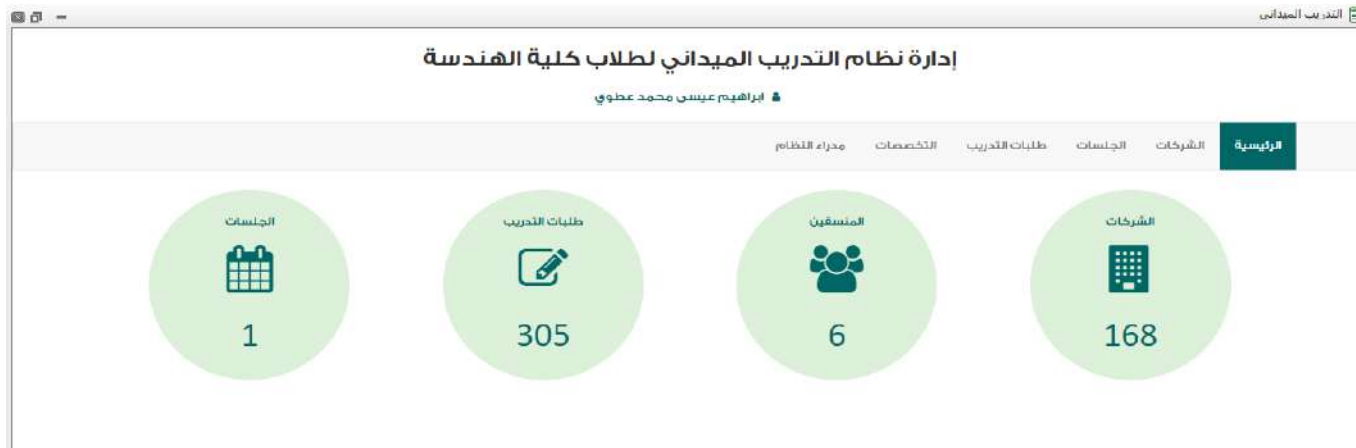 التدريب الميداني
إدارة نظام التدريب الميداني لطلاب كلية الهندسة
ابراهيم عيسى محمد عطوي
الرئيسية الشركات الجلسات طلبات التدريب التخصصات مدراء النظام
الشركات
168
المنسقين
6
طلبات التدريب
305
الجلسات
1